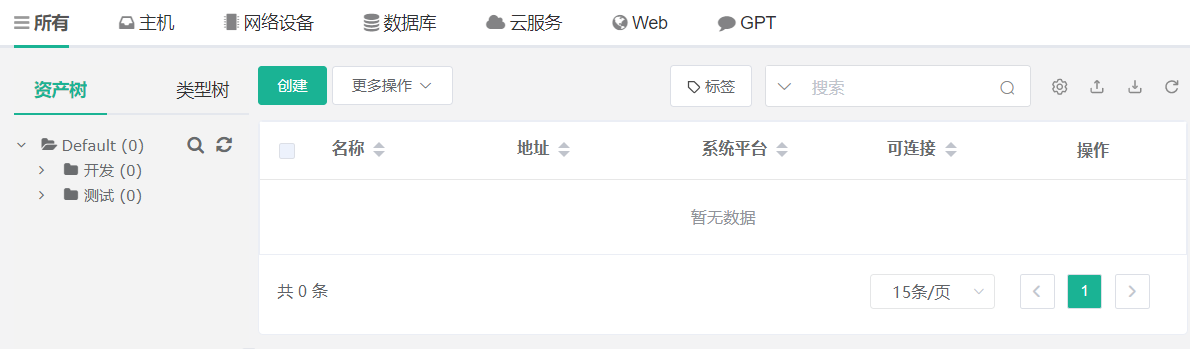 所有 主机 网络设备 数据库 云服务 Web GPT
资产树 类型树
创建 更多操作 标签 搜索
Default (0)
开发 (0)
测试 (0)
名称 地址 系统平台 可连接 操作
暂无数据
共 0 条 15条/页 1